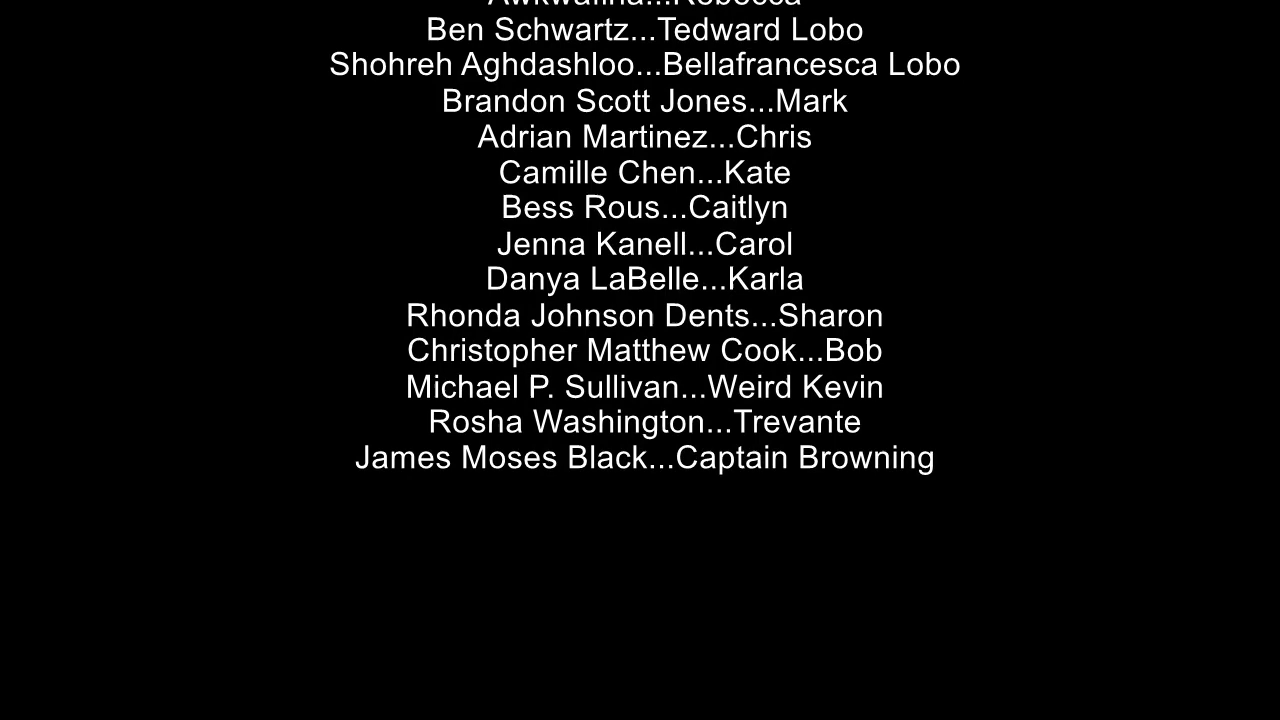 Awkwafina...Rebecca
Ben Schwartz...Tedward Lobo
Shohreh Aghdashloo...Bellafrancesca Lobo
Brandon Scott Jones...Mark
Adrian Martinez...Chris
Camille Chen...Kate
Bess Rous...Caitlyn
Jenna Kanell...Carol
Danya LaBelle...Karla
Rhonda Johnson Dents...Sharon
Christopher Matthew Cook...Bob
Michael P. Sullivan...Weird Kevin
Rosha Washington...Trevante
James Moses Black...Captain Browning